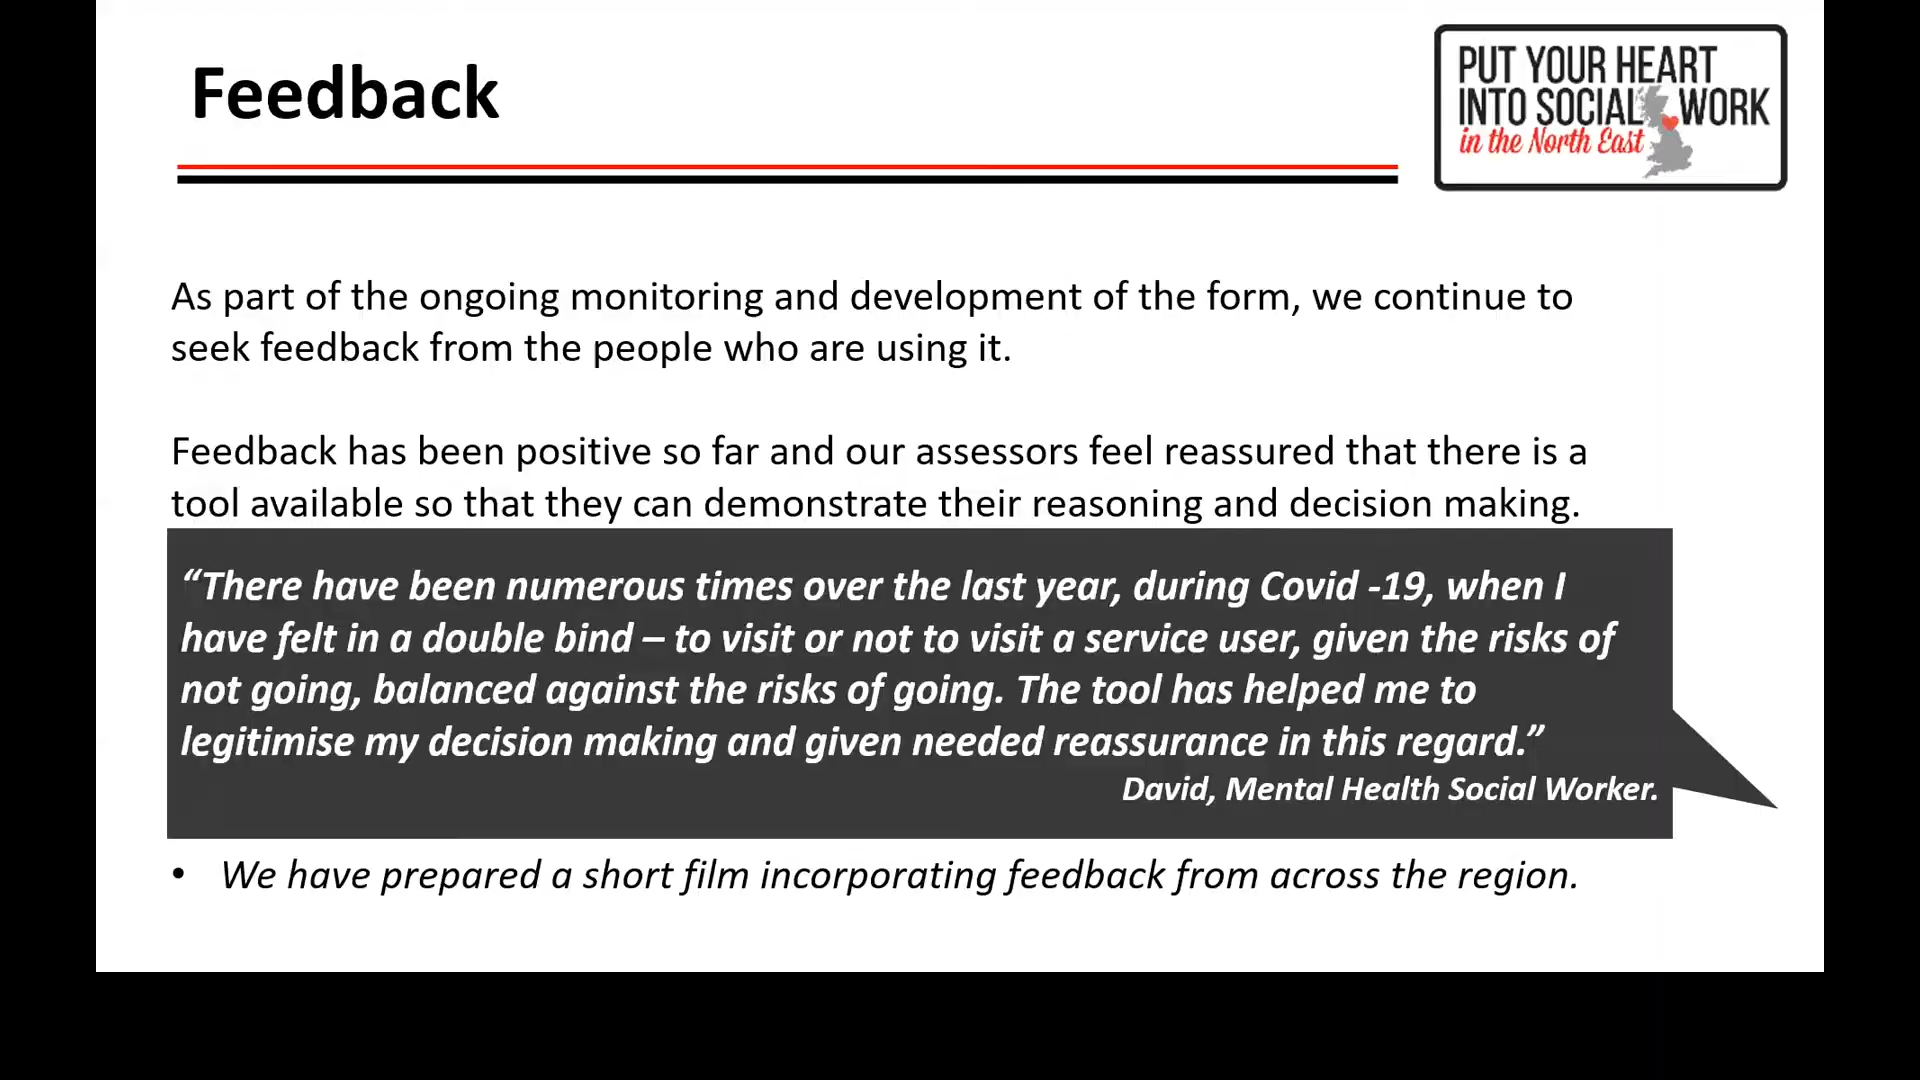 Feedback
PUT YOUR HEART
INTO SOCIAL WORK
in the North East
As part of the ongoing monitoring and development of the form, we continue to
seek feedback from the people who are using it.
Feedback has been positive so far and our assessors feel reassured that there is a
tool available so that they can demonstrate their reasoning and decision making.
“There have been numerous times over the last year, during Covid -19, when I
have felt in a double bind – to visit or not to visit a service user, given the risks of
not going, balanced against the risks of going. The tool has helped me to
legitimise my decision making and given needed reassurance in this regard.”
David, Mental Health Social Worker.
• We have prepared a short film incorporating feedback from across the region.